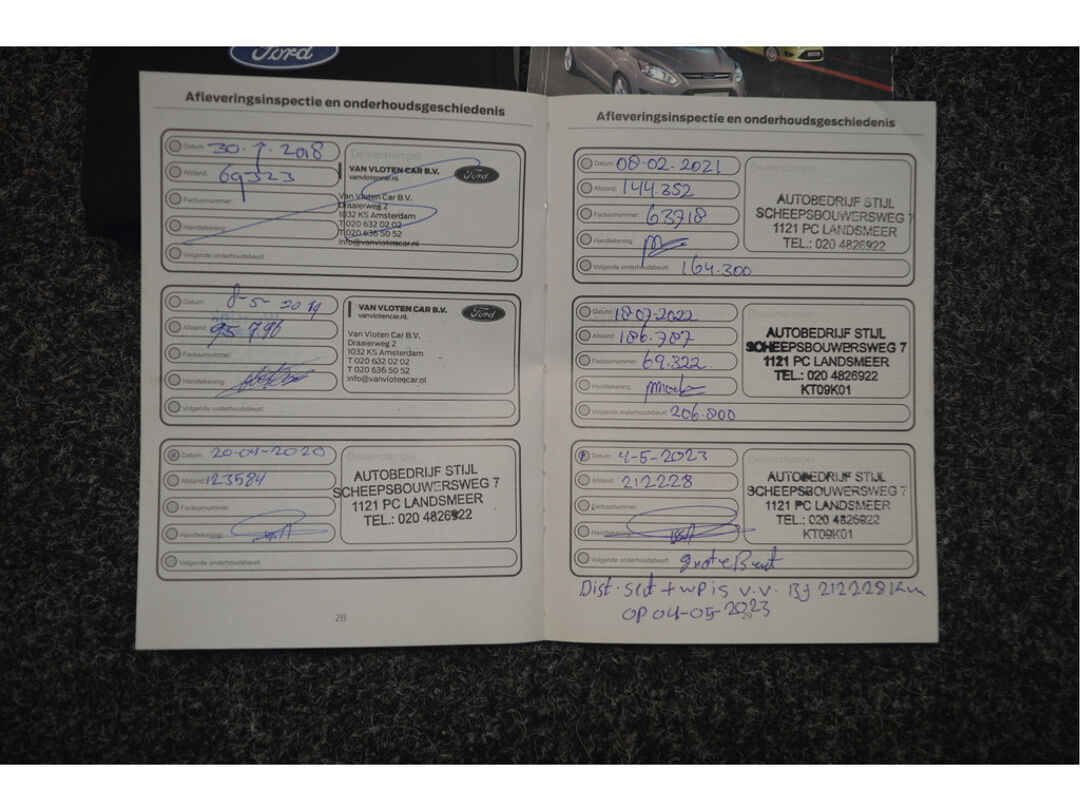 Ford
Afleveringsinspectie en onderhoudsgeschiedenis
Datum: 30-7-2018
Afstand: 69323
Factuurnummer:
Handtekening:
Volgende onderhoudsbeurt:
Dealerstempel
VAN VLOTEN CAR B.V.
vanvlotencar.nl
Ford
Van Vloten Car B.V.
Draaierweg 2
1032 KS Amsterdam
T 020 632 02 02
T 020 636 50 52
info@vanvlotencar.nl
Datum: 8-5-2019
Afstand: 95796
Factuurnummer:
Handtekening:
Volgende onderhoudsbeurt:
VAN VLOTEN CAR B.V.
vanvlotencar.nl
Ford
Van Vloten Car B.V.
Draaierweg 2
1032 KS Amsterdam
T 020 632 02 02
T 020 636 50 52
info@vanvlotencar.nl
Datum: 20-04-2020
Afstand: 123584
Factuurnummer:
Handtekening:
Volgende onderhoudsbeurt:
Dealerstempel
AUTOBEDRIJF STIJL
SCHEEPSBOUWERSWEG 7
1121 PC LANDSMEER
TEL.: 020 4826922
28
Afleveringsinspectie en onderhoudsgeschiedenis
Datum: 08-02-2021
Afstand: 144.352
Factuurnummer: 63718
Handtekening:
Volgende onderhoudsbeurt: 164.300
Dealerstempel
AUTOBEDRIJF STIJL
SCHEEPSBOUWERSWEG 7
1121 PC LANDSMEER
TEL.: 020 4826922
Datum: 18-07-2022
Afstand: 186.787
Factuurnummer: 69.322
Handtekening:
Volgende onderhoudsbeurt: 206.800
Dealerstempel
AUTOBEDRIJF STIJL
SCHEEPSBOUWERSWEG 7
1121 PC LANDSMEER
TEL.: 020 4826922
KT09K01
Datum: 4-5-2023
Afstand: 212228
Factuurnummer:
Handtekening:
Volgende onderhoudsbeurt: grote Beurt
Dealerstempel
AUTOBEDRIJF STIJL
SCHEEPSBOUWERSWEG 7
1121 PC LANDSMEER
TEL.: 020 4826922
KT09K01
Dist. set + wp is v.v. Bij 212228 km
OP 04-05-2023
29